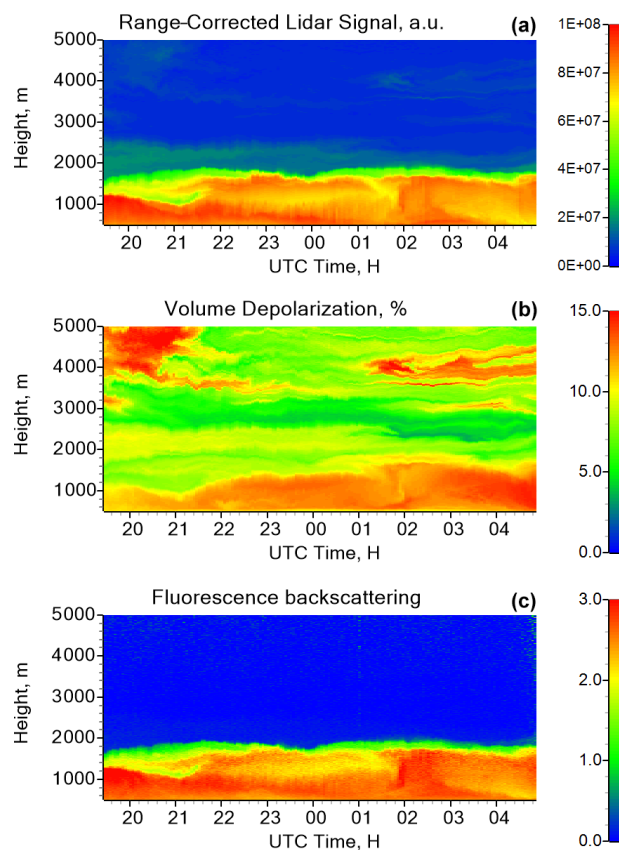 Range-Corrected Lidar Signal, a.u. (a)
5000
4000
3000
2000
1000
Height, m
20 21 22 23 00 01 02 03 04
UTC Time, H
1E+08
8E+07
6E+07
4E+07
2E+07
0E+00
Volume Depolarization, % (b)
5000
4000
3000
2000
1000
Height, m
20 21 22 23 00 01 02 03 04
UTC Time, H
15.0
10.0
5.0
0.0
Fluorescence backscattering (c)
5000
4000
3000
2000
1000
Height, m
20 21 22 23 00 01 02 03 04
UTC Time, H
3.0
2.0
1.0
0.0